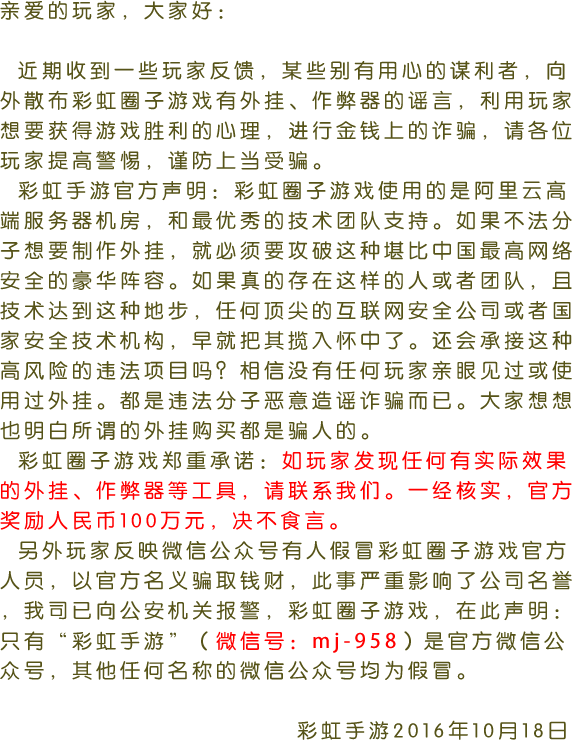 亲爱的玩家，大家好：
近期收到一些玩家反馈，某些别有用心的谋利者，向
外散布彩虹圈子游戏有外挂、作弊器的谣言，利用玩家
想要获得游戏胜利的心理，进行金钱上的诈骗，请各位
玩家提高警惕，谨防上当受骗。
彩虹手游官方声明：彩虹圈子游戏使用的是阿里云高
端服务器机房，和最优秀的技术团队支持。如果不法分
子想要制作外挂，就必须要攻破这种堪比中国最高网络
安全的豪华阵容。如果真的存在这样的人或者团队，且
技术达到这种地步，任何顶尖的互联网安全公司或者国
家安全技术机构，早就把其揽入怀中了。还会承接这种
高风险的违法项目吗？相信没有任何玩家亲眼见过或使
用过外挂。都是违法分子恶意造谣诈骗而已。大家想想
也明白所谓的外挂购买都是骗人的。
彩虹圈子游戏郑重承诺：如玩家发现任何有实际效果
的外挂、作弊器等工具，请联系我们。一经核实，官方
奖励人民币100万元，决不食言。
另外玩家反映微信公众号有人假冒彩虹圈子游戏官方
人员，以官方名义骗取钱财，此事严重影响了公司名誉
，我司已向公安机关报警，彩虹圈子游戏，在此声明：
只有“彩虹手游”（微信号：mj-958）是官方微信公
众号，其他任何名称的微信公众号均为假冒。
彩虹手游2016年10月18日